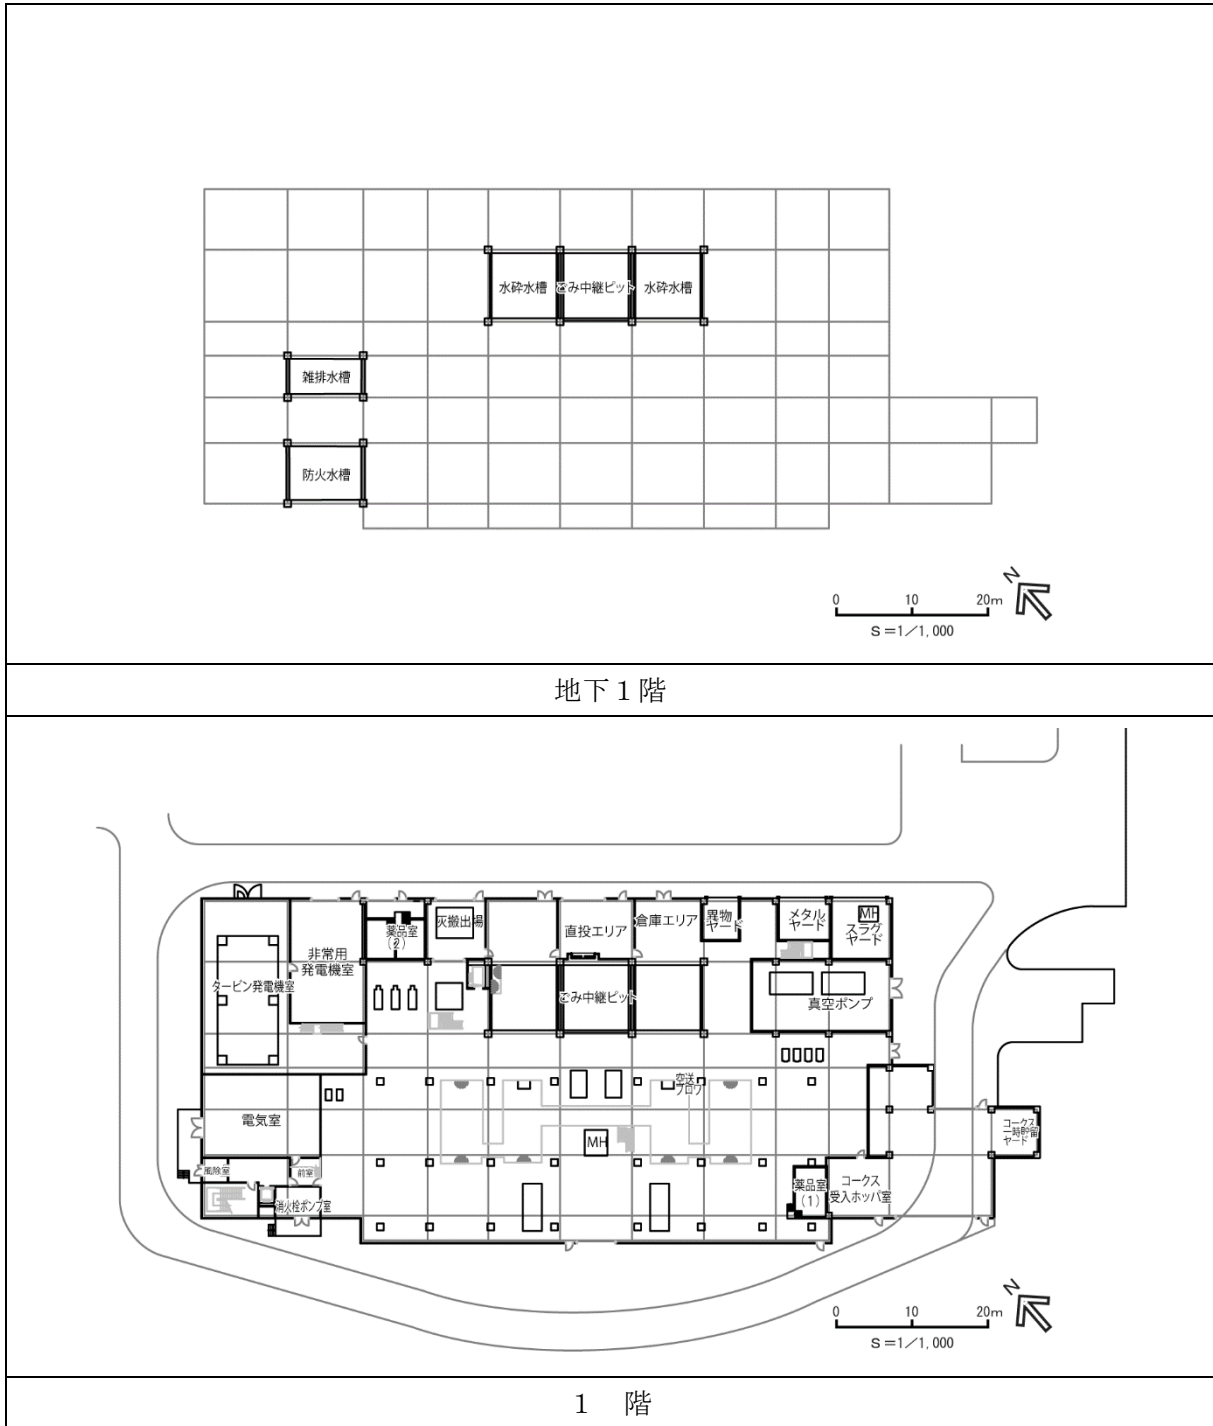 水砕水槽 ごみ中継ピット 水砕水槽
雑排水槽
防火水槽
N
0 10 20m
S=1/1,000
地下1階
灰搬出場
薬品室
(2)
直投エリア
倉庫エリア
異物
ヤード
メタル
ヤード
MH
スラグ
ヤード
非常用
発電機室
タービン発電機室
ごみ中継ピット
真空ポンプ
空送
ブロワ
電気室
MH
コークス
一時貯留
ヤード
風除室
前室
消火栓ポンプ室
薬品室
(1)
コークス
受入ホッパ室
N
0 10 20m
S=1/1,000
1 階